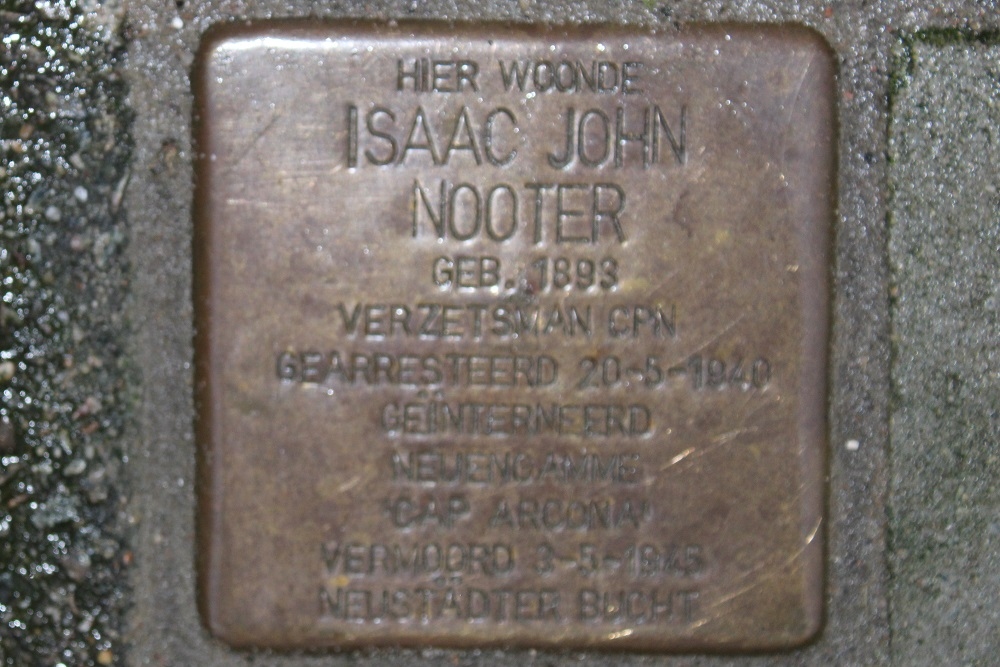 HIER WOONDE
ISAAC JOHN
NOOTER
GEB. 1893
VERZETSMAN CPN
GEARRESTEERD 20-5-1940
GEÏNTERNEERD
NEUENGAMME
'CAP ARCONA'
VERMOORD 3-5-1945
NEUSTÄDTER BUCHT